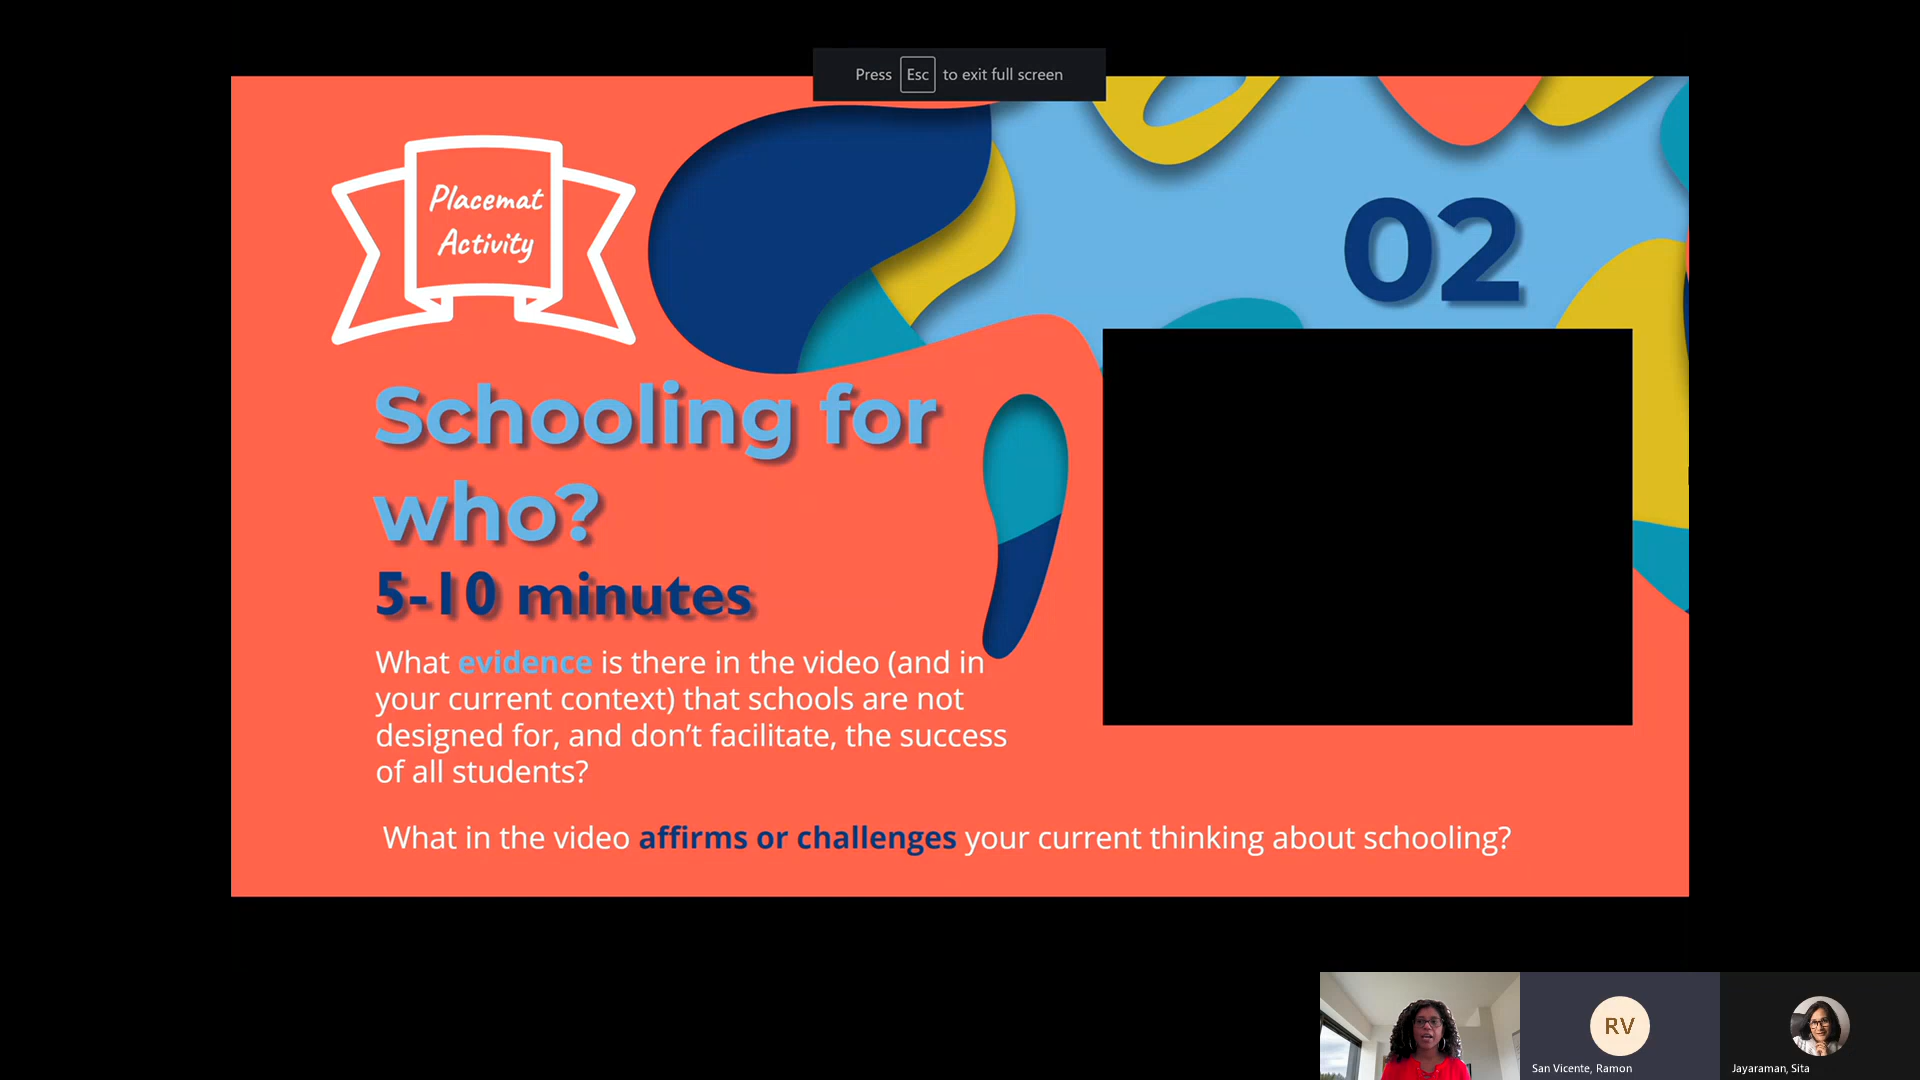 Press Esc to exit full screen
Placemat
Activity
02
Schooling for
who?
5-10 minutes
What evidence is there in the video (and in
your current context) that schools are not
designed for, and don’t facilitate, the success
of all students?
What in the video affirms or challenges your current thinking about schooling?
RV
San Vicente, Ramon
Jayaraman, Sita